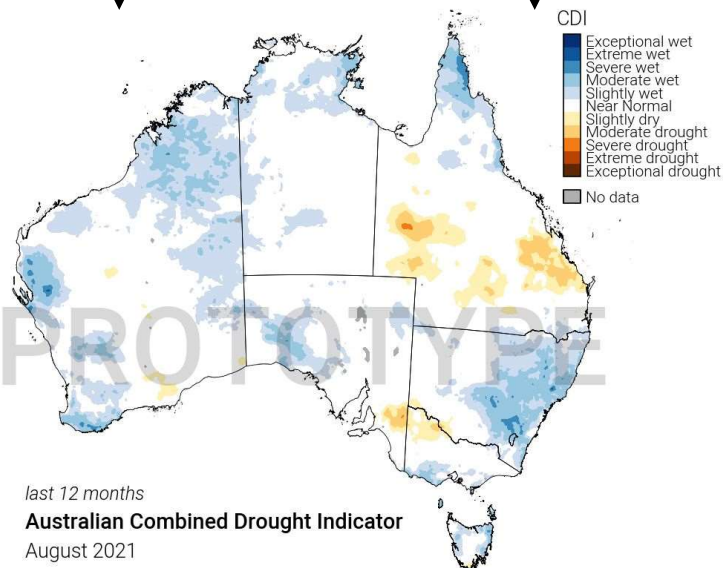 CDI
Exceptional wet
Extreme wet
Severe wet
Moderate wet
Slightly wet
Near Normal
Slightly dry
Moderate drought
Severe drought
Extreme drought
Exceptional drought
No data
PROTOTYPE
last 12 months
Australian Combined Drought Indicator
August 2021